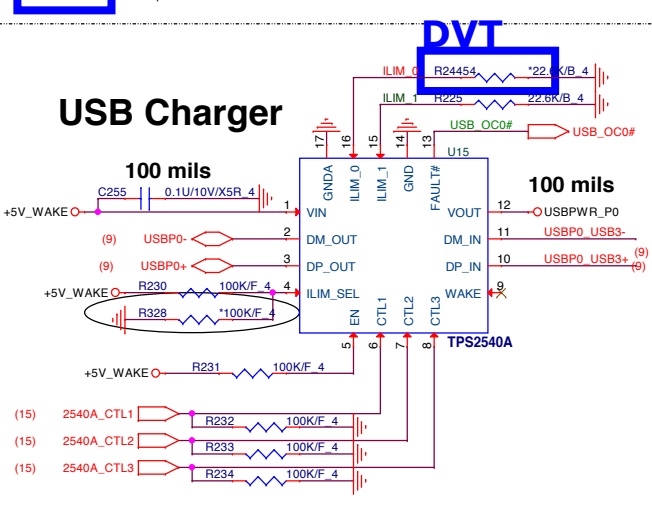 DVT
ILIM_0 R24454 *22.6K/B_4
ILIM_1 R225 22.6K/B_4
USB Charger
USB_OC0# USB_OC0#
17 16 15 14 13
U15
100 mils
GNDA ILIM_0 ILIM_1 GND FAULT#
100 mils
C255 0.1U/10V/X5R_4
+5V_WAKE 1 VIN VOUT 12 USBPWR_P0
(9) USBP0- 2 DM_OUT DM_IN 11 USBP0_USB3- (9)
(9) USBP0+ 3 DP_OUT DP_IN 10 USBP0_USB3+ (9)
+5V_WAKE R230 100K/F_4 4 ILIM_SEL WAKE 9
R328 *100K/F_4
EN CTL1 CTL2 CTL3
TPS2540A
5 6 7 8
+5V_WAKE R231 100K/F_4
(15) 2540A_CTL1
R232 100K/F_4
(15) 2540A_CTL2
R233 100K/F_4
(15) 2540A_CTL3
R234 100K/F_4